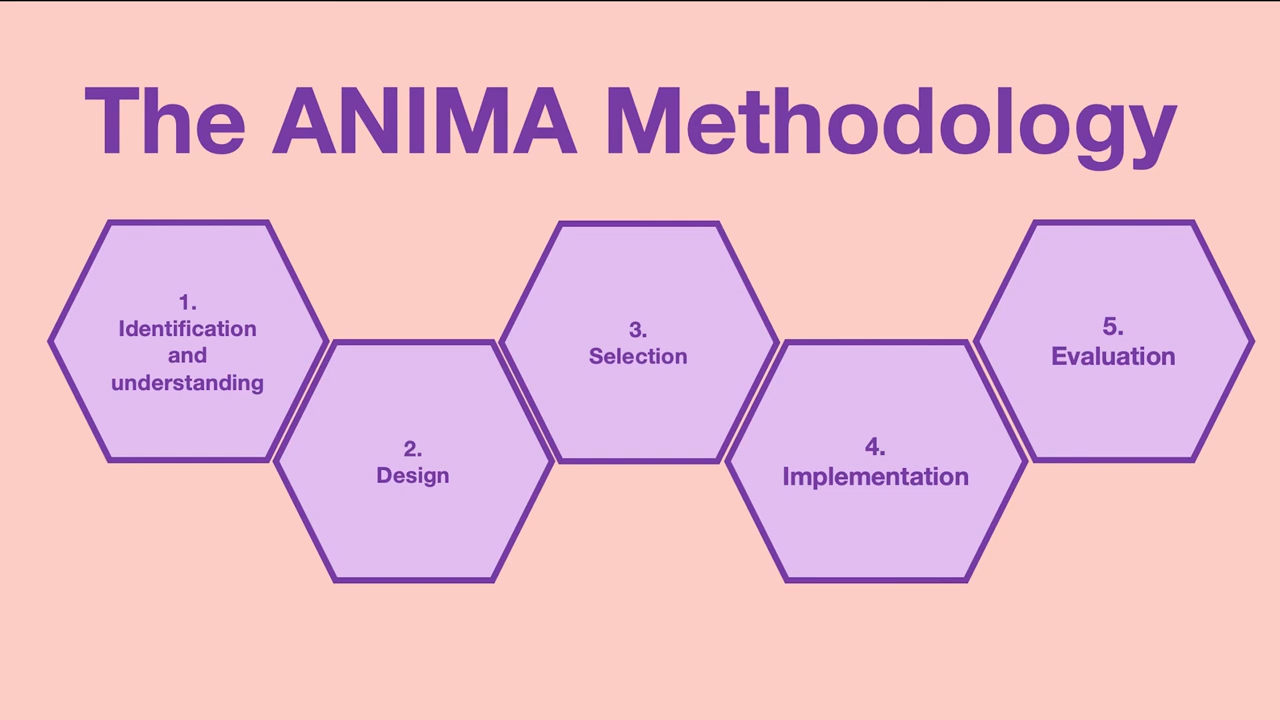 The ANIMA Methodology
1.
Identification
and
understanding
2.
Design
3.
Selection
4.
Implementation
5.
Evaluation